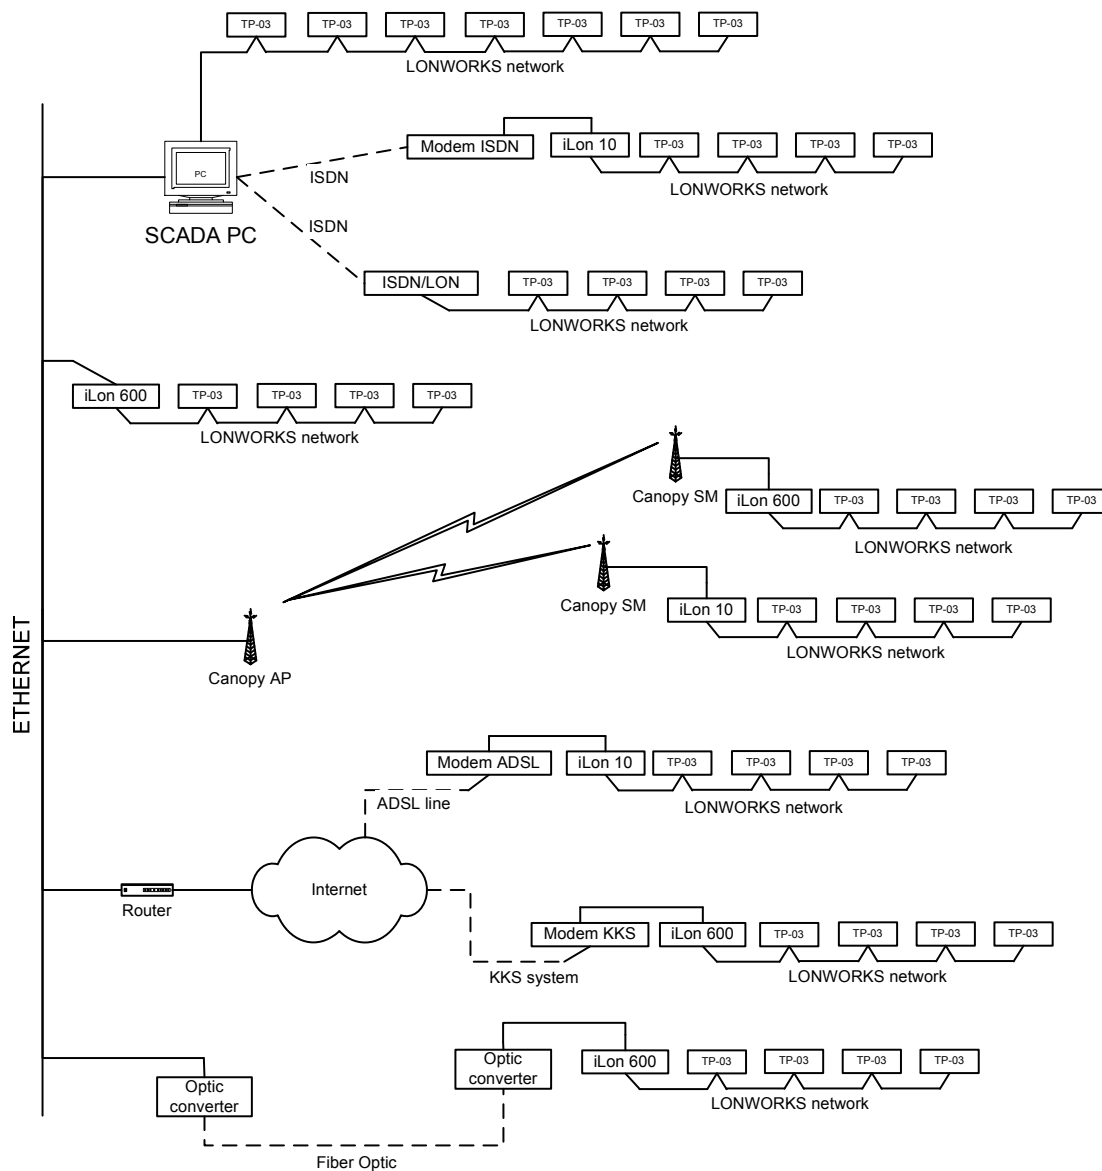 TP-03 TP-03 TP-03 TP-03 TP-03 TP-03 TP-03
LONWORKS network
Modem ISDN iLon 10 TP-03 TP-03 TP-03 TP-03
LONWORKS network
PC
ISDN
SCADA PC
ISDN
ISDN/LON TP-03 TP-03 TP-03 TP-03
LONWORKS network
iLon 600 TP-03 TP-03 TP-03 TP-03
LONWORKS network
Canopy SM
iLon 600 TP-03 TP-03 TP-03 TP-03
LONWORKS network
Canopy SM
iLon 10 TP-03 TP-03 TP-03 TP-03
LONWORKS network
Canopy AP
ETHERNET
Modem ADSL iLon 10 TP-03 TP-03 TP-03 TP-03
ADSL line
LONWORKS network
Internet
Router
Modem KKS iLon 600 TP-03 TP-03 TP-03 TP-03
KKS system
LONWORKS network
Optic
converter
iLon 600 TP-03 TP-03 TP-03 TP-03
LONWORKS network
Optic
converter
Fiber Optic